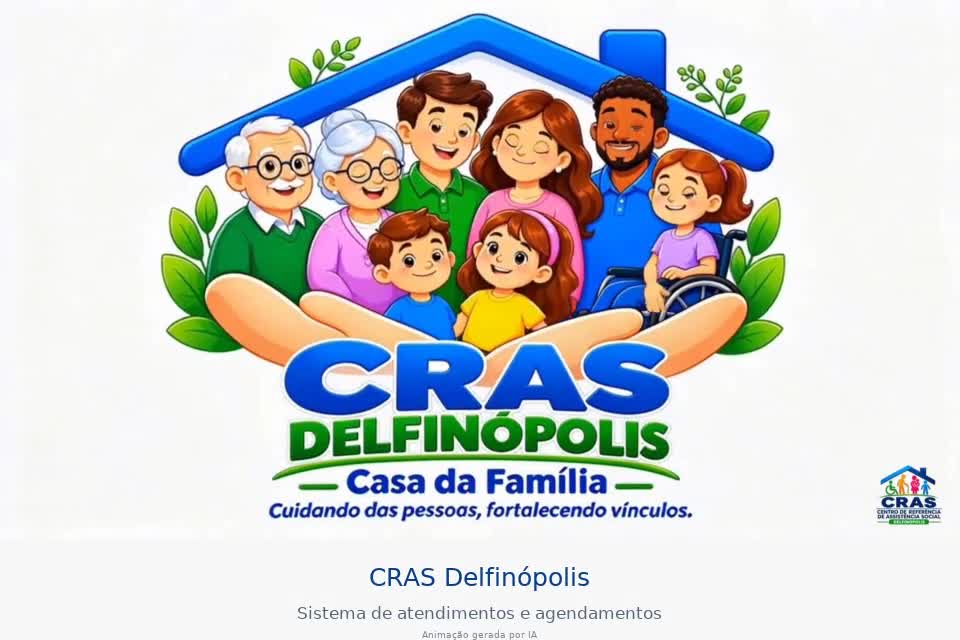 CRAS
DELFINÓPOLIS
Casa da Família
Cuidando das pessoas, fortalecendo vínculos.
CRAS
CENTRO DE REFERÊNCIA
DE ASSISTÊNCIA SOCIAL
DELFINÓPOLIS
CRAS Delfinópolis
Sistema de atendimentos e agendamentos
Animação gerada por IA